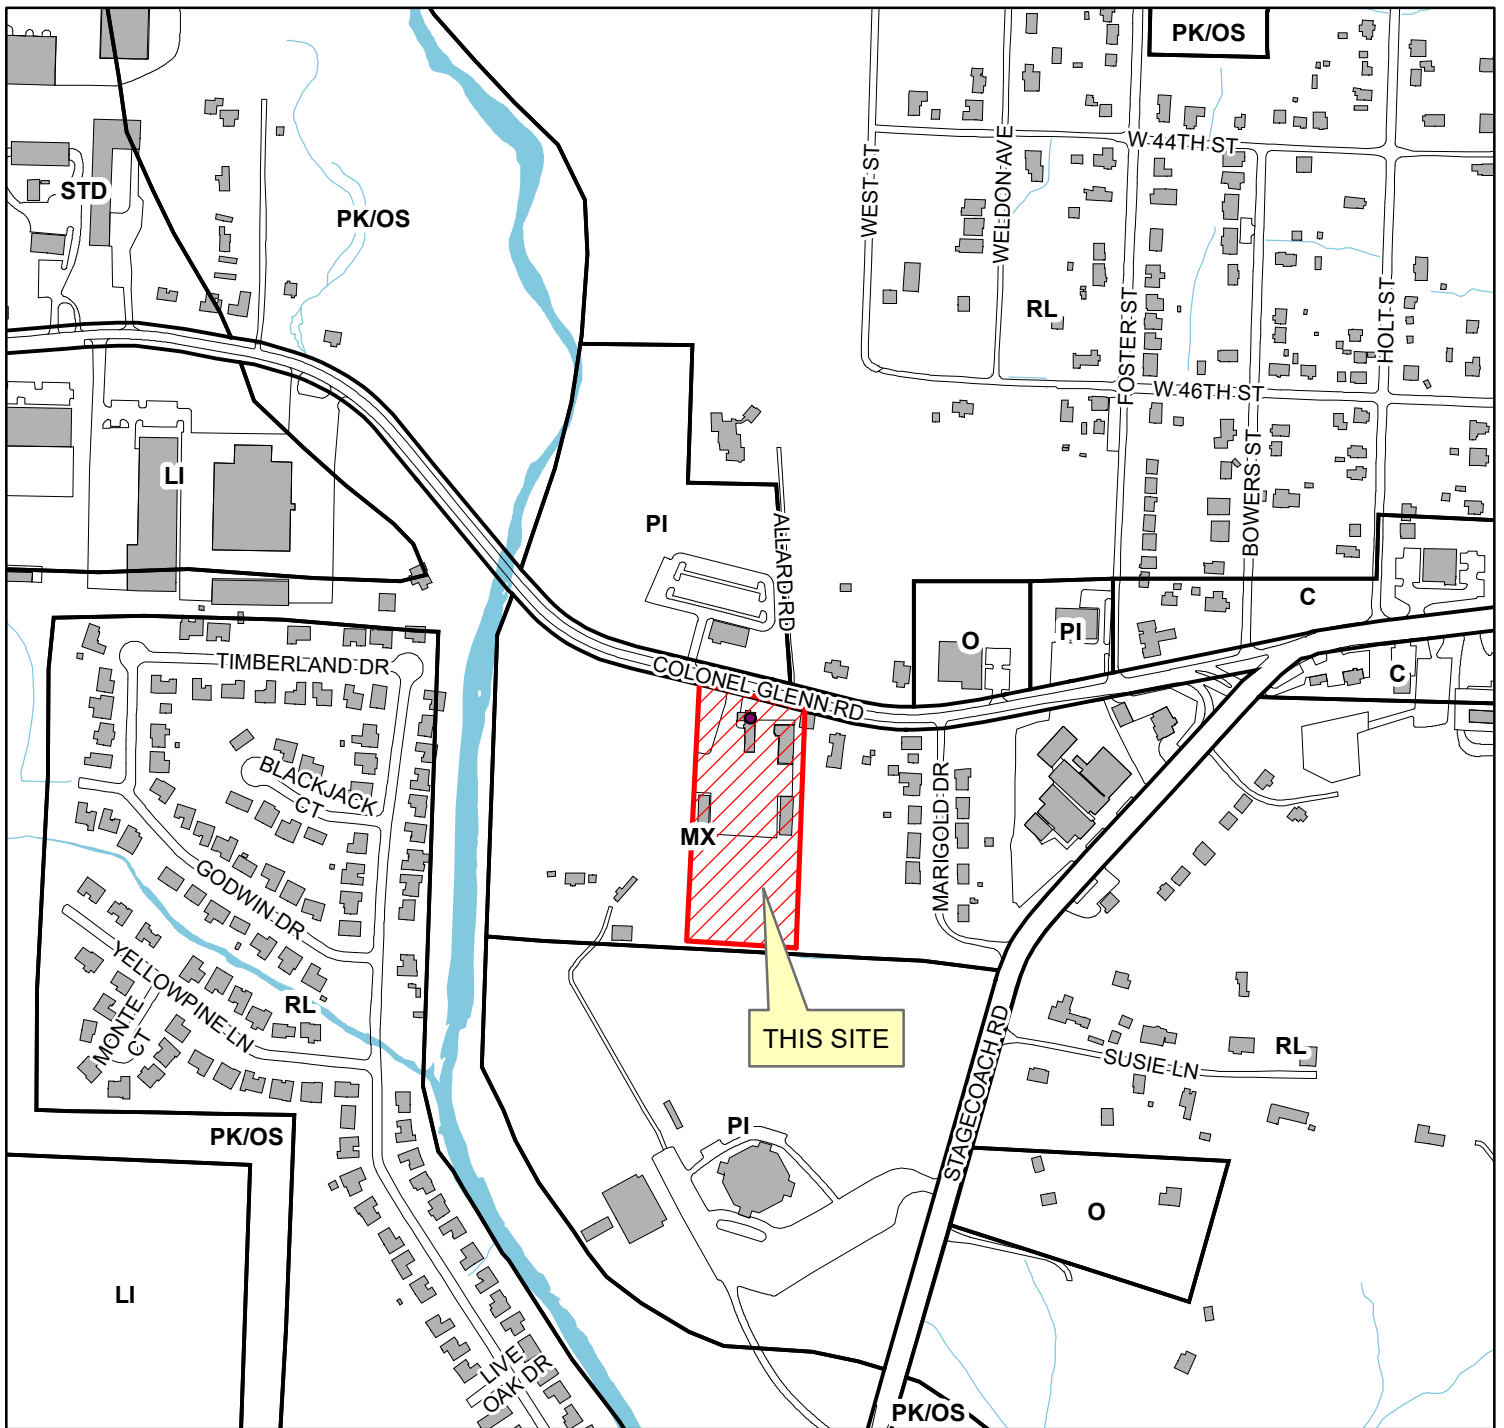 PK/OS
W 44TH ST
WELDON AVE
WEST ST
STD
PK/OS
RL
FOSTER ST
HOLT ST
W 46TH ST
BOWERS ST
LI
PI
ALLARD RD
C
O
PI
TIMBERLAND DR
COLONEL GLENN RD
C
BLACKJACK
CT
MX
MARIGOLD DR
GODWIN DR
YELLOWPINE LN
MONTE
CT
RL
THIS SITE
STAGECOACH RD
SUSIE LN
RL
PI
PK/OS
O
LI
LIVE
OAK DR
PK/OS